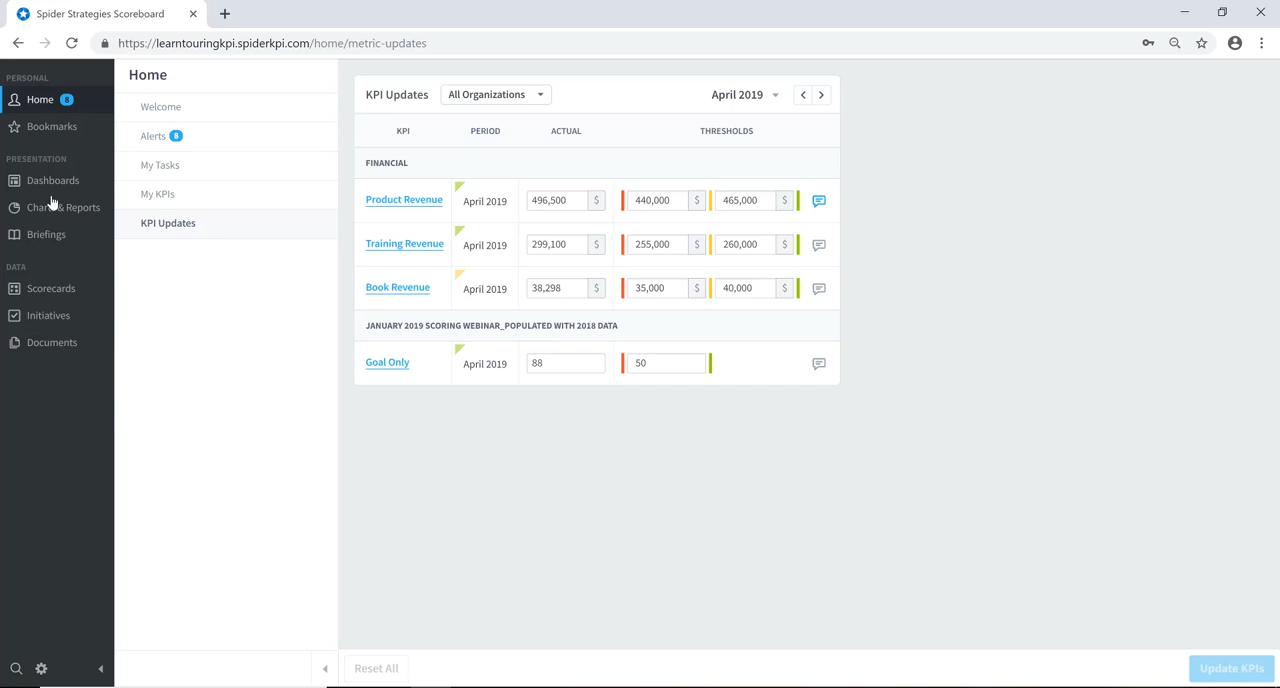 Spider Strategies Scoreboard
https://learntouringkpi.spiderkpi.com/home/metric-updates
PERSONAL
Home 8
Bookmarks
PRESENTATION
Dashboards
Charts & Reports
Briefings
DATA
Scorecards
Initiatives
Documents
Home
Welcome
Alerts 8
My Tasks
My KPIs
KPI Updates
KPI Updates All Organizations April 2019
KPI PERIOD ACTUAL THRESHOLDS
FINANCIAL
Product Revenue April 2019 496,500 $ 440,000 $ 465,000 $
Training Revenue April 2019 299,100 $ 255,000 $ 260,000 $
Book Revenue April 2019 38,298 $ 35,000 $ 40,000 $
JANUARY 2019 SCORING WEBINAR_POPULATED WITH 2018 DATA
Goal Only April 2019 88 50
Reset All Update KPIs